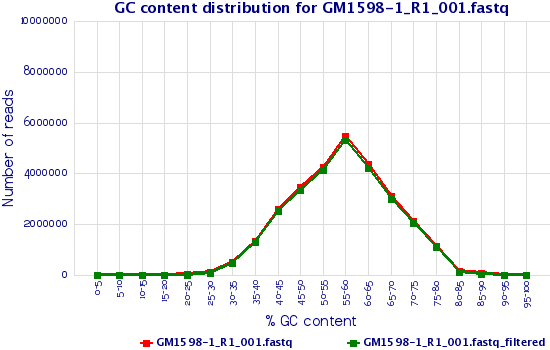 GC content distribution for GM1598-1_R1_001.fastq
Number of reads
10000000
8000000
6000000
4000000
2000000
0
0-5 5-10 10-15 15-20 20-25 25-30 30-35 35-40 40-45 45-50 50-55 55-60 60-65 65-70 70-75 75-80 80-85 85-90 90-95 95-100
% GC content
GM1598-1_R1_001.fastq GM1598-1_R1_001.fastq_filtered